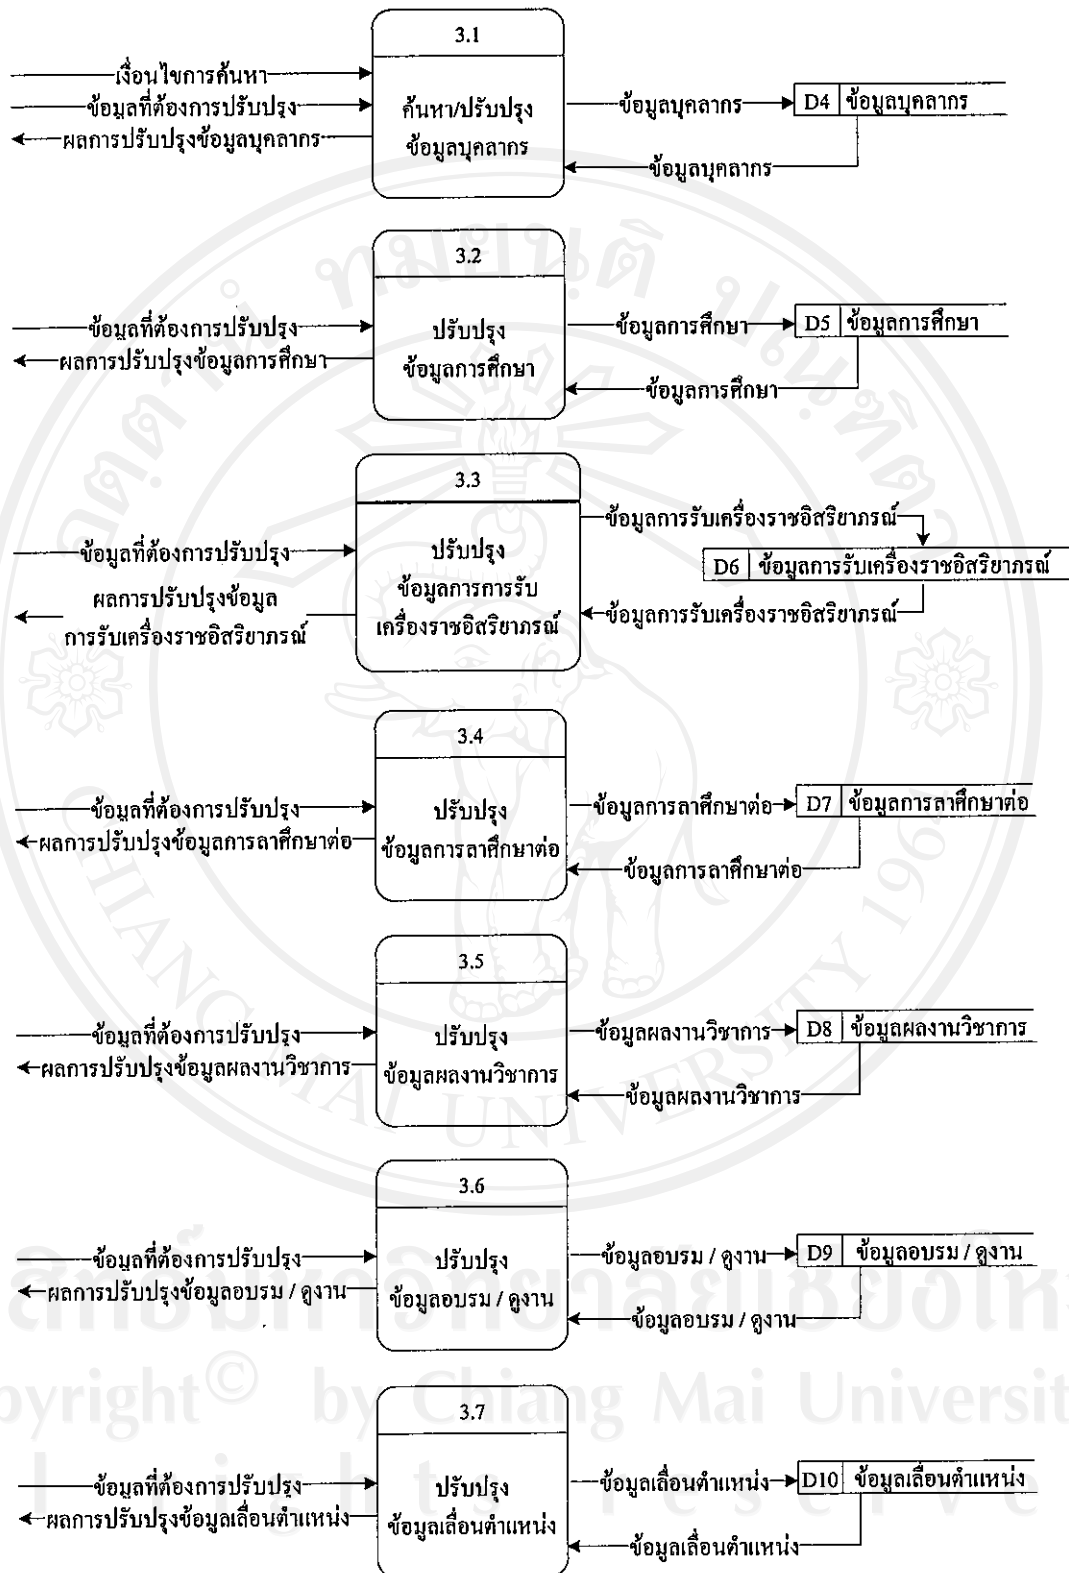 3.1
เงื่อนไขการค้นหา
ข้อมูลที่ต้องการปรับปรุง
ผลการปรับปรุงข้อมูลบุคลากร
ค้นหา/ปรับปรุง
ข้อมูลบุคลากร
ข้อมูลบุคลากร
D4 ข้อมูลบุคลากร
ข้อมูลบุคลากร
3.2
ข้อมูลที่ต้องการปรับปรุง
ผลการปรับปรุงข้อมูลการศึกษา
ปรับปรุง
ข้อมูลการศึกษา
ข้อมูลการศึกษา
D5 ข้อมูลการศึกษา
ข้อมูลการศึกษา
3.3
ข้อมูลที่ต้องการปรับปรุง
ผลการปรับปรุงข้อมูล
การรับเครื่องราชอิสริยาภรณ์
ปรับปรุง
ข้อมูลการการรับ
เครื่องราชอิสริยาภรณ์
ข้อมูลการรับเครื่องราชอิสริยาภรณ์
D6 ข้อมูลการรับเครื่องราชอิสริยาภรณ์
ข้อมูลการรับเครื่องราชอิสริยาภรณ์
3.4
ข้อมูลที่ต้องการปรับปรุง
ผลการปรับปรุงข้อมูลการลาศึกษาต่อ
ปรับปรุง
ข้อมูลการลาศึกษาต่อ
ข้อมูลการลาศึกษาต่อ
D7 ข้อมูลการลาศึกษาต่อ
ข้อมูลการลาศึกษาต่อ
3.5
ข้อมูลที่ต้องการปรับปรุง
ผลการปรับปรุงข้อมูลผลงานวิชาการ
ปรับปรุง
ข้อมูลผลงานวิชาการ
ข้อมูลผลงานวิชาการ
D8 ข้อมูลผลงานวิชาการ
ข้อมูลผลงานวิชาการ
3.6
ข้อมูลที่ต้องการปรับปรุง
ผลการปรับปรุงข้อมูลอบรม / ดูงาน
ปรับปรุง
ข้อมูลอบรม / ดูงาน
ข้อมูลอบรม / ดูงาน
D9 ข้อมูลอบรม / ดูงาน
ข้อมูลอบรม / ดูงาน
3.7
ข้อมูลที่ต้องการปรับปรุง
ผลการปรับปรุงข้อมูลเลื่อนตำแหน่ง
ปรับปรุง
ข้อมูลเลื่อนตำแหน่ง
ข้อมูลเลื่อนตำแหน่ง
D10 ข้อมูลเลื่อนตำแหน่ง
ข้อมูลเลื่อนตำแหน่ง
CHIANG MAI UNIVERSITY 196
by Chiang Mai